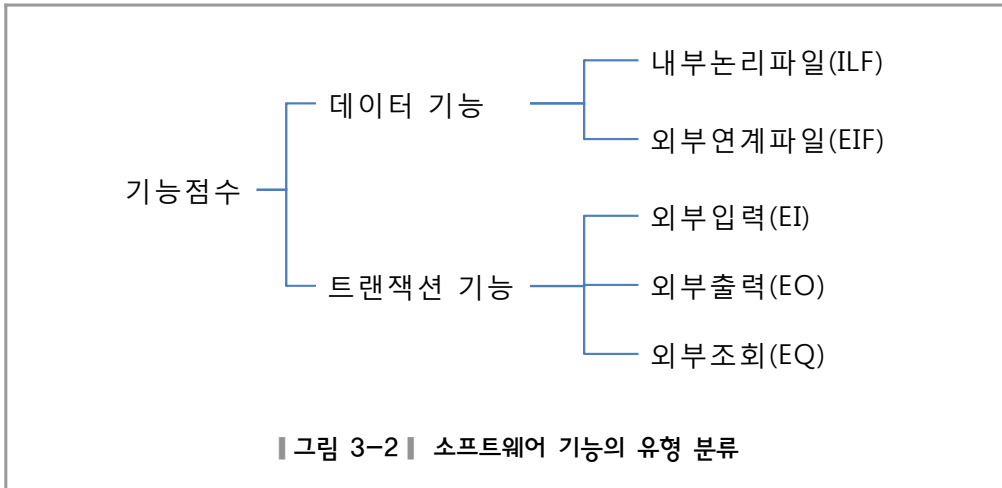 내부논리파일(ILF)
데이터 기능
외부연계파일(EIF)
기능점수
외부입력(EI)
트랜잭션 기능
외부출력(EO)
외부조회(EQ)
‖그림 3-2‖ 소프트웨어 기능의 유형 분류